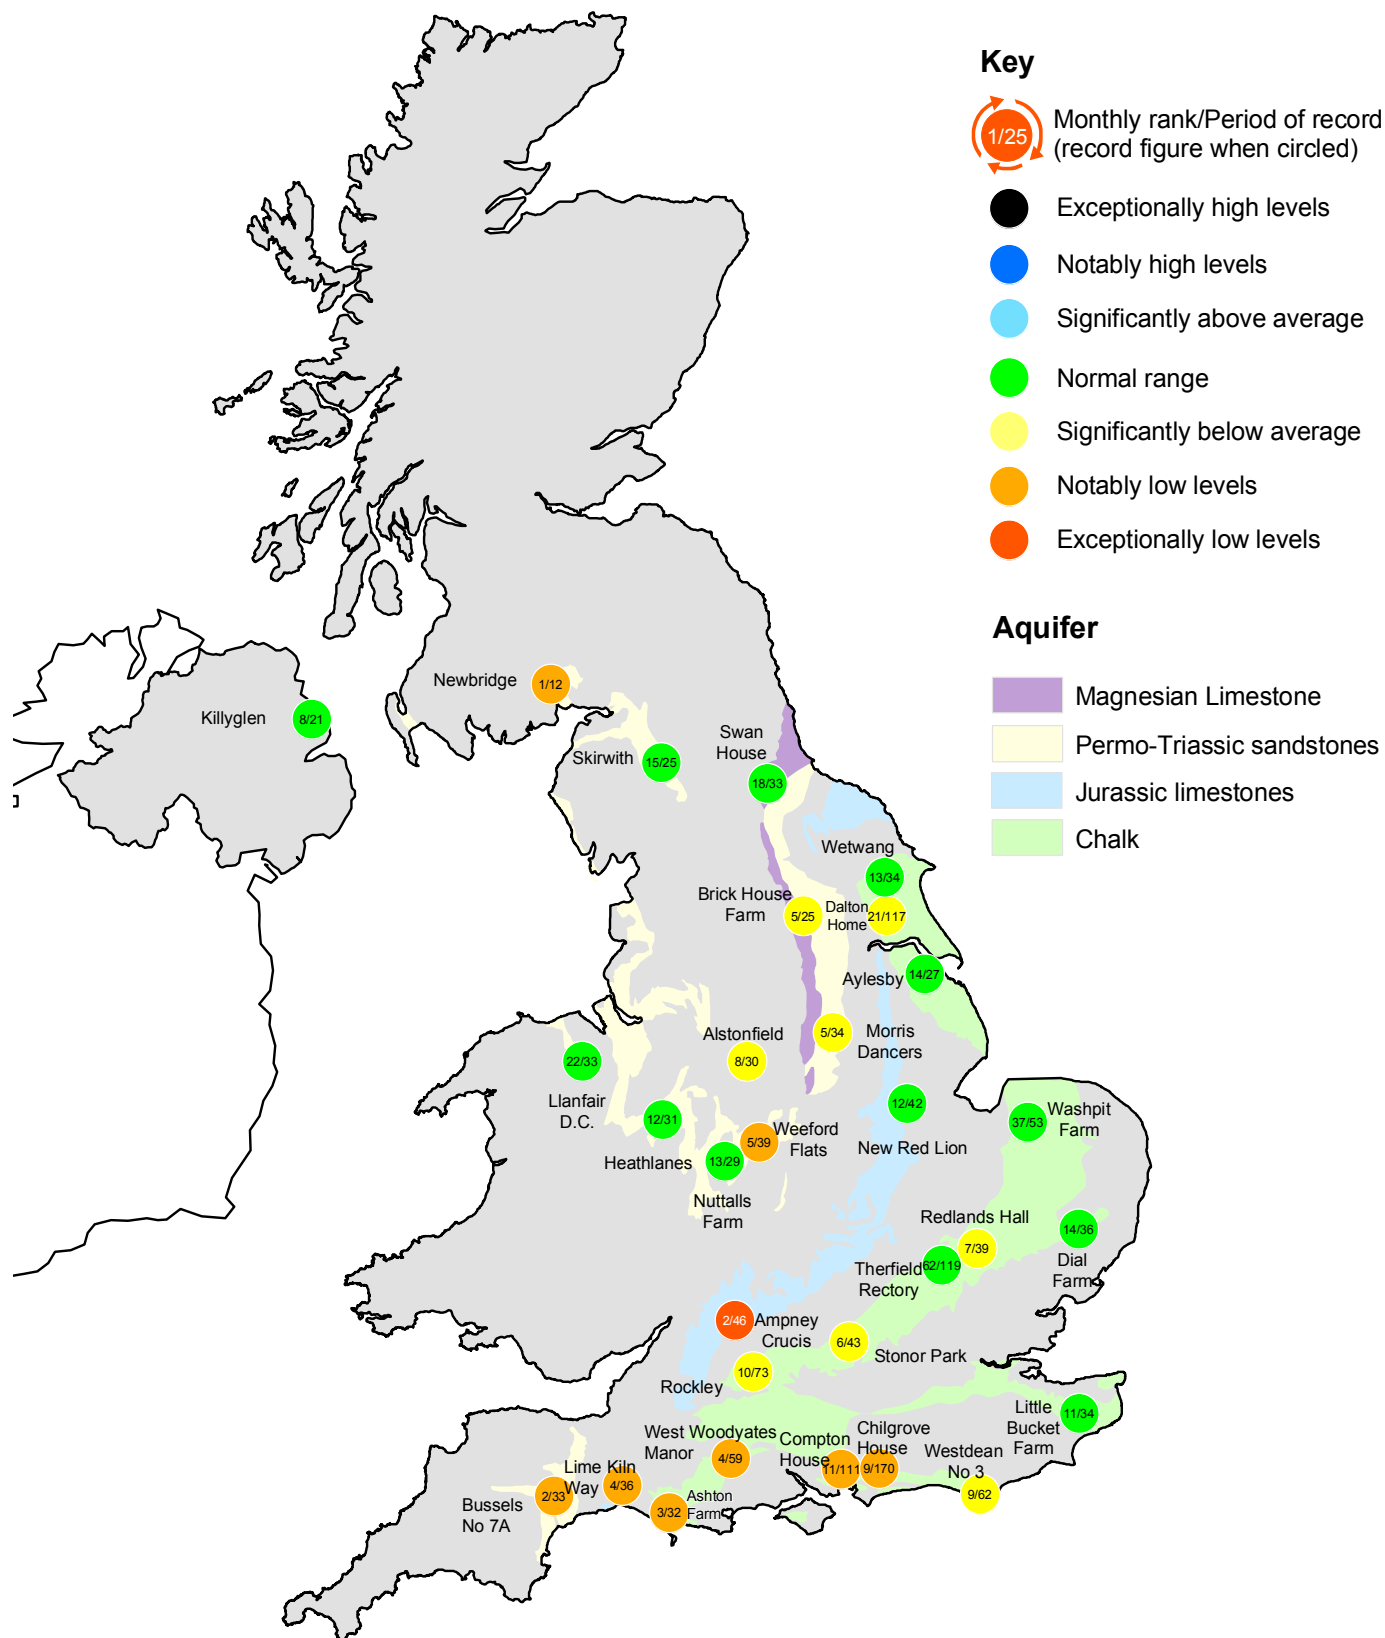 Key
1/25
Monthly rank/Period of record
(record figure when circled)
Exceptionally high levels
Notably high levels
Significantly above average
Normal range
Significantly below average
Notably low levels
Exceptionally low levels
Aquifer
Magnesian Limestone
Permo-Triassic sandstones
Jurassic limestones
Chalk
Newbridge
1/12
Killyglen
8/21
Skirwith
15/25
Swan
House
18/33
Wetwang
13/34
Brick House
Farm
5/25
Dalton
Home
21/117
Aylesby
14/27
Morris
Dancers
5/34
Alstonfield
8/30
Llanfair
D.C.
22/33
Heathlanes
12/31
Weeford
Flats
5/39
Nuttalls
Farm
13/29
New Red Lion
12/42
Washpit
Farm
37/53
Redlands Hall
7/39
Therfield
Rectory
62/119
Dial
Farm
14/36
Ampney
Crucis
2/46
Stonor Park
6/43
Rockley
10/73
Little
Bucket
Farm
11/34
West Woodyates
Manor
4/59
Compton
House
11/111
Chilgrove
House
9/170
Westdean
No 3
9/62
Lime Kiln
Way
4/36
Ashton
Farm
3/32
Bussels
No 7A
2/33